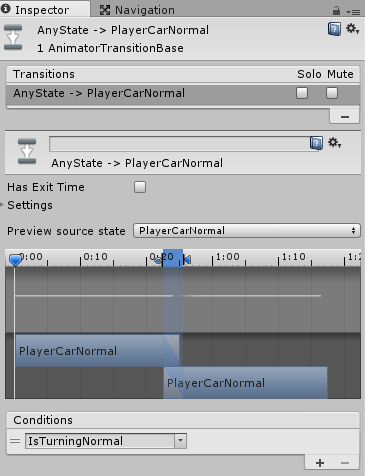 Inspector Navigation
AnyState -> PlayerCarNormal
1 AnimatorTransitionBase
Transitions Solo Mute
AnyState -> PlayerCarNormal
AnyState -> PlayerCarNormal
Has Exit Time
Settings
Preview source state PlayerCarNormal
0:00 0:10 0:20 1:00 1:10 1:2
PlayerCarNormal
PlayerCarNormal
Conditions
IsTurningNormal